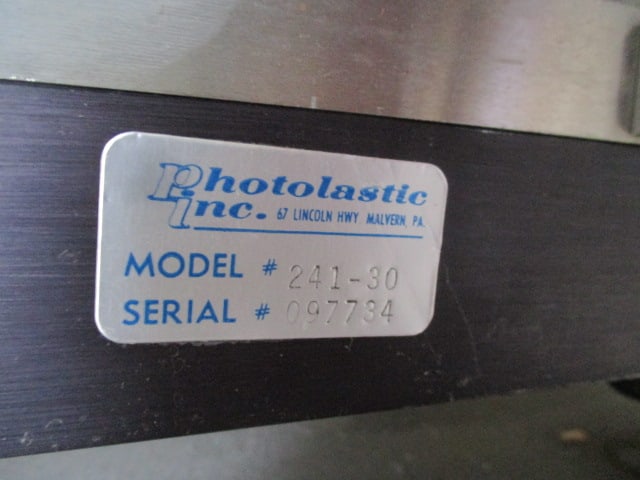 Photolastic
Inc. 67 LINCOLN HWY MALVERN, PA.
MODEL # 241-30
SERIAL # 097734